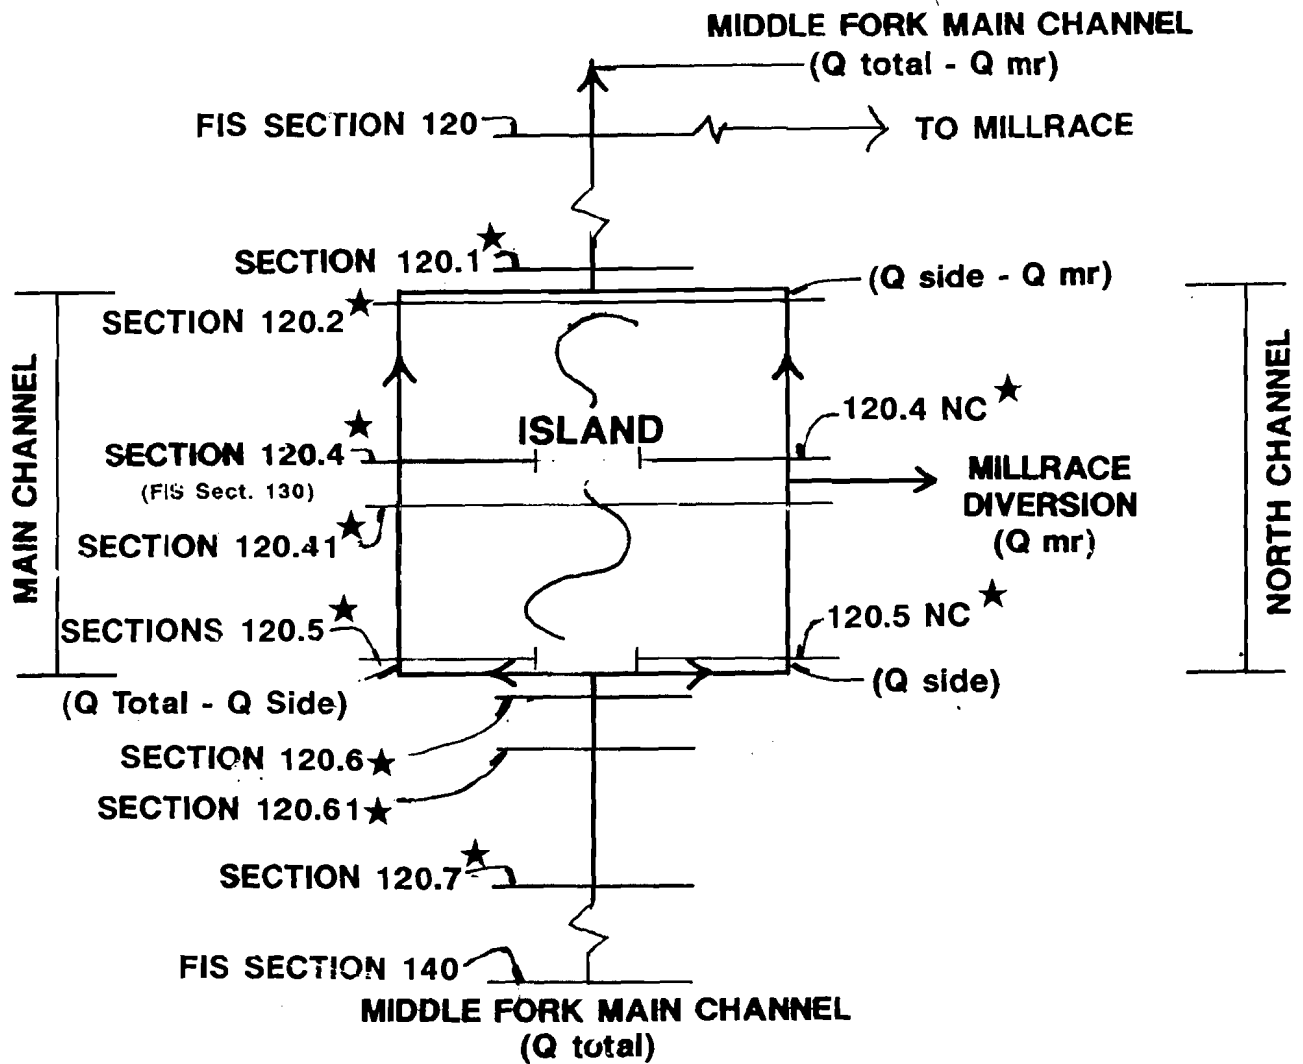 MIDDLE FORK MAIN CHANNEL
(Q total - Q mr)
FIS SECTION 120
TO MILLRACE
SECTION 120.1★
(Q side - Q mr)
SECTION 120.2★
MAIN CHANNEL
NORTH CHANNEL
120.4 NC★
ISLAND
SECTION 120.4★
(FIS Sect. 130)
MILLRACE
DIVERSION
(Q mr)
SECTION 120.41★
SECTIONS 120.5★
120.5 NC★
(Q Total - Q Side)
(Q side)
SECTION 120.6★
SECTION 120.61★
SECTION 120.7★
FIS SECTION 140
MIDDLE FORK MAIN CHANNEL
(Q total)